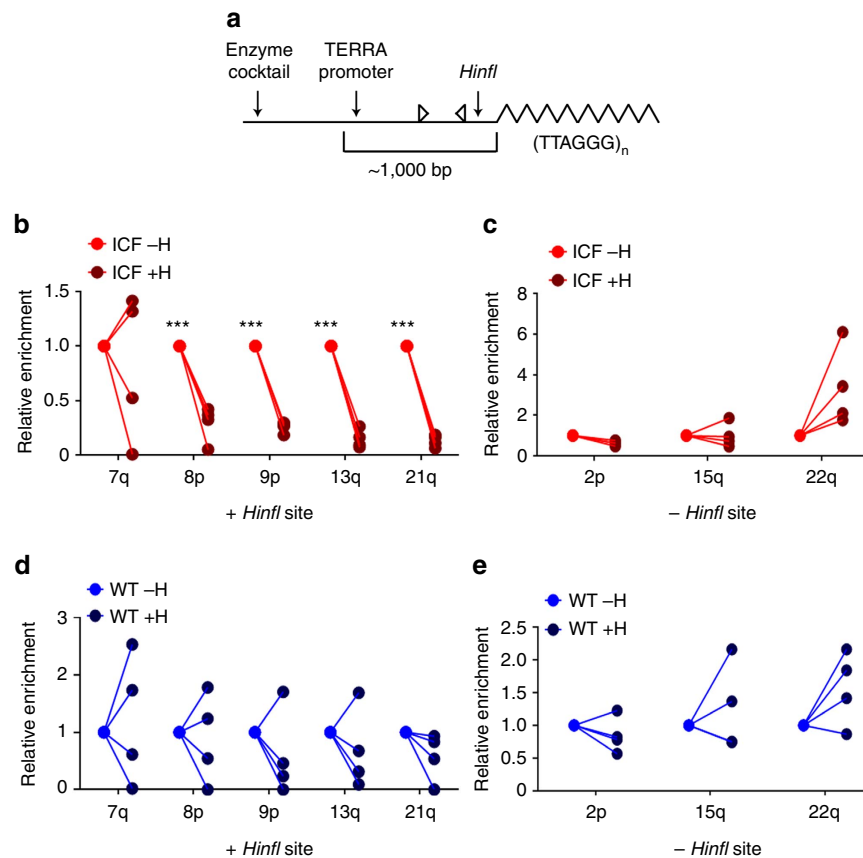 a
Enzyme cocktail
TERRA promoter
HinfI
(TTAGGG)n
~1,000 bp
b
ICF –H
ICF +H
Relative enrichment
1.5
1.0
0.5
0
***
***
***
***
7q
8p
9p
13q
21q
+ HinfI site
c
ICF –H
ICF +H
Relative enrichment
8
6
4
2
0
2p
15q
22q
– HinfI site
d
WT –H
WT +H
Relative enrichment
3
2
1
0
7q
8p
9p
13q
21q
+ HinfI site
e
WT –H
WT +H
Relative enrichment
2.5
2.0
1.5
1.0
0.5
0
2p
15q
22q
– HinfI site